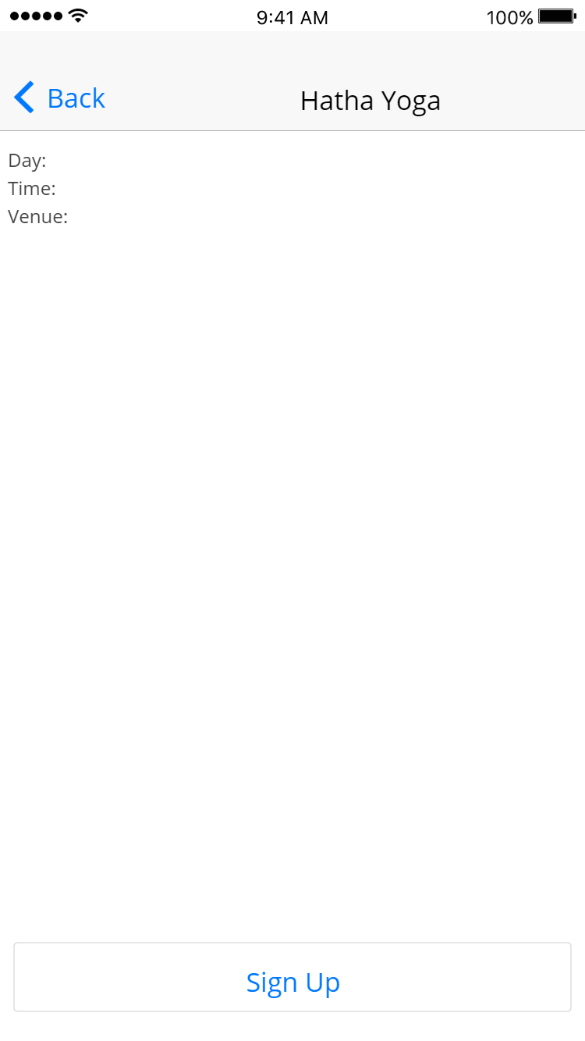 9:41 AM 100%
Back Hatha Yoga
Day:
Time:
Venue:
Sign Up